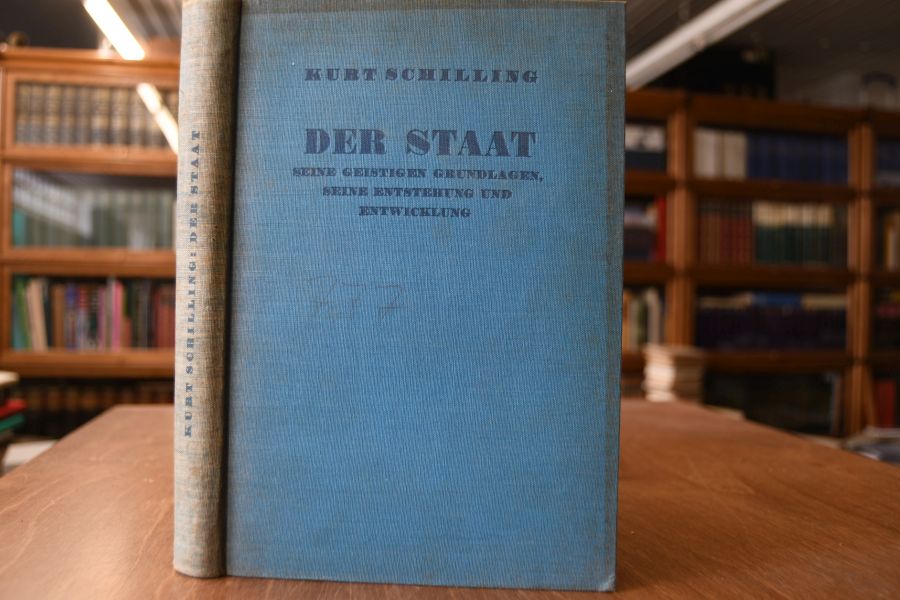 KURT SCHILLING
DER STAAT
SEINE GEISTIGEN GRUNDLAGEN,
SEINE ENTSTEHUNG UND
ENTWICKLUNG
KURT SCHILLING: DER STAAT